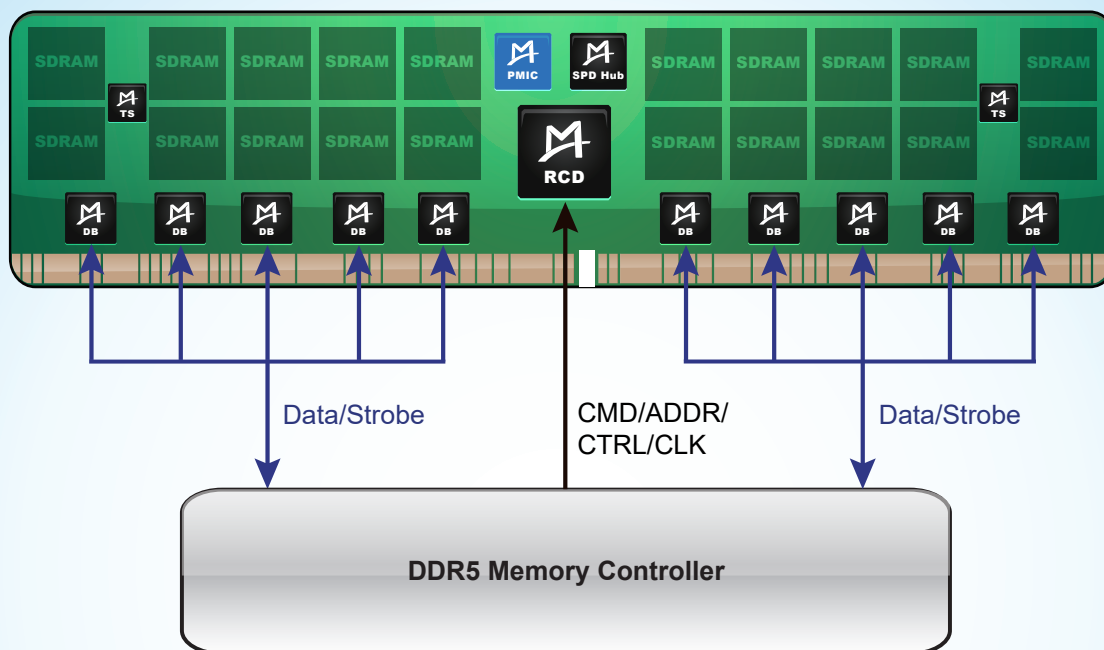 SDRAM SDRAM SDRAM SDRAM SDRAM SDRAM SDRAM SDRAM SDRAM SDRAM
PMIC SPD Hub
TS TS
SDRAM SDRAM SDRAM SDRAM SDRAM SDRAM SDRAM SDRAM SDRAM SDRAM
RCD
DB DB DB DB DB DB DB DB DB DB
Data/Strobe
CMD/ADDR/
CTRL/CLK
Data/Strobe
DDR5 Memory Controller